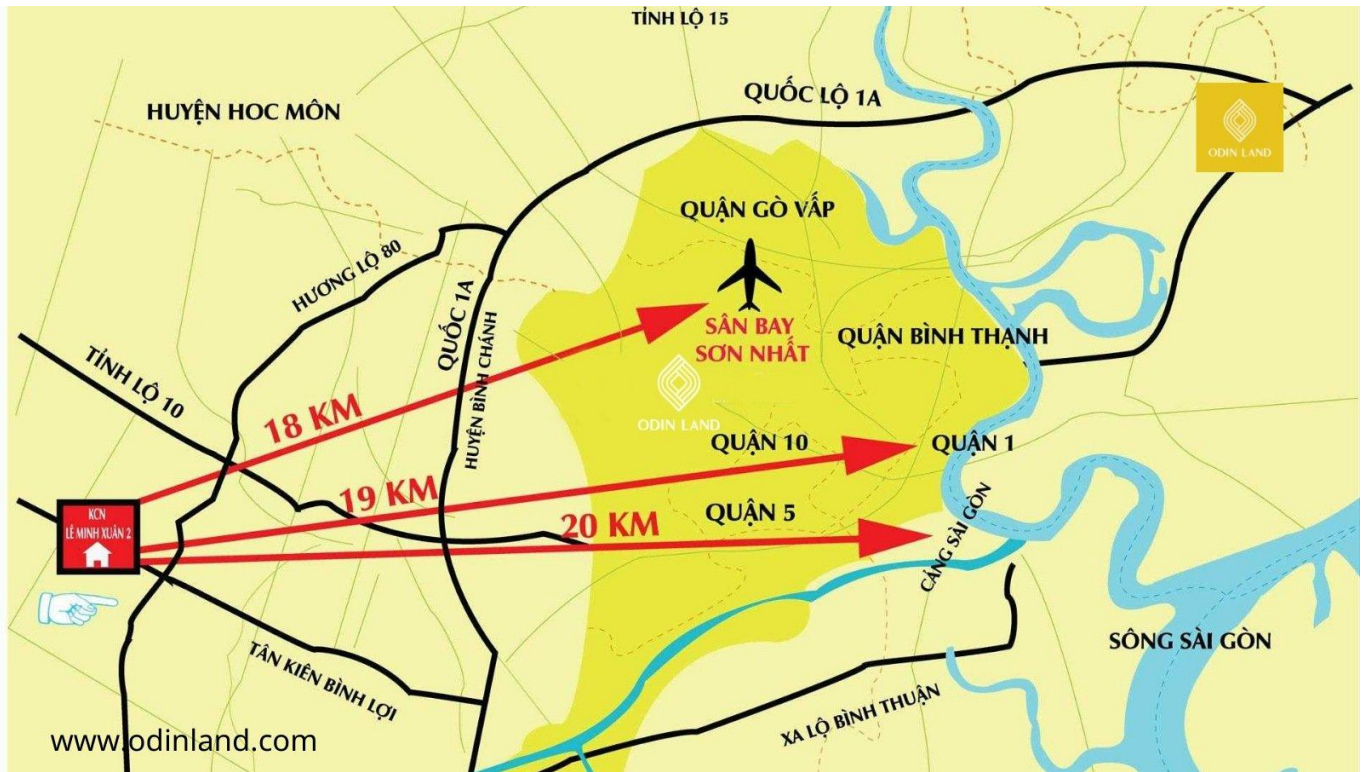 TỈNH LỘ 15
QUỐC LỘ 1A
HUYỆN HOC MÔN
ODIN LAND
QUẬN GÒ VẤP
HƯƠNG LỘ 80
QUỐC 1A
HUYỆN BÌNH CHÁNH
SÂN BAY
SƠN NHẤT
QUẬN BÌNH THẠNH
TỈNH LỘ 10
18 KM
ODIN LAND
QUẬN 10
QUẬN 1
19 KM
QUẬN 5
20 KM
KCN
LÊ MINH XUÂN 2
CẢNG SÀI GÒN
SÔNG SÀI GÒN
TÂN KIÊN BÌNH LỢI
XA LỘ BÌNH THUẬN
www.odinland.com